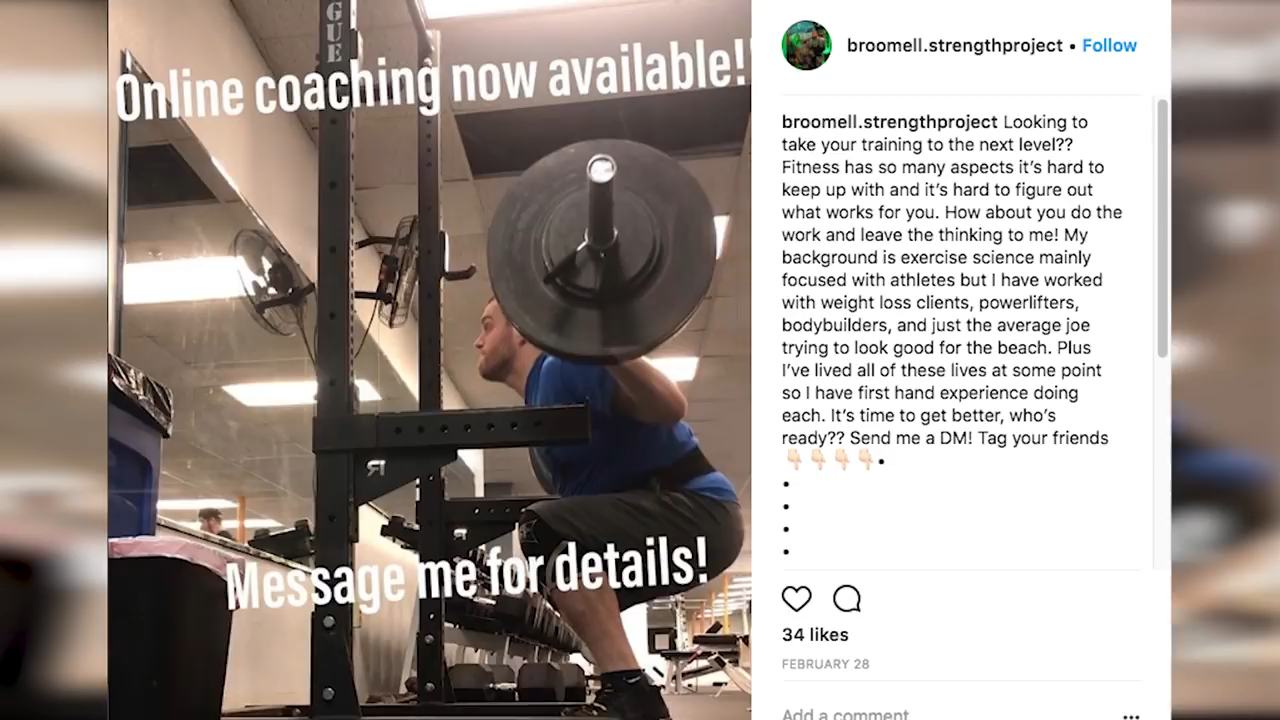 GUE
Online coaching now available!!
R
Message me for details!
broomell.strengthproject • Follow
broomell.strengthproject Looking to
take your training to the next level??
Fitness has so many aspects it's hard to
keep up with and it's hard to figure out
what works for you. How about you do the
work and leave the thinking to me! My
background is exercise science mainly
focused with athletes but I have worked
with weight loss clients, powerlifters,
bodybuilders, and just the average joe
trying to look good for the beach. Plus
I've lived all of these lives at some point
so I have first hand experience doing
each. It's time to get better, who's
ready?? Send me a DM! Tag your friends
👇🏻👇🏻👇🏻👇🏻•
•
•
•
•
34 likes
FEBRUARY 28
Add a comment
...